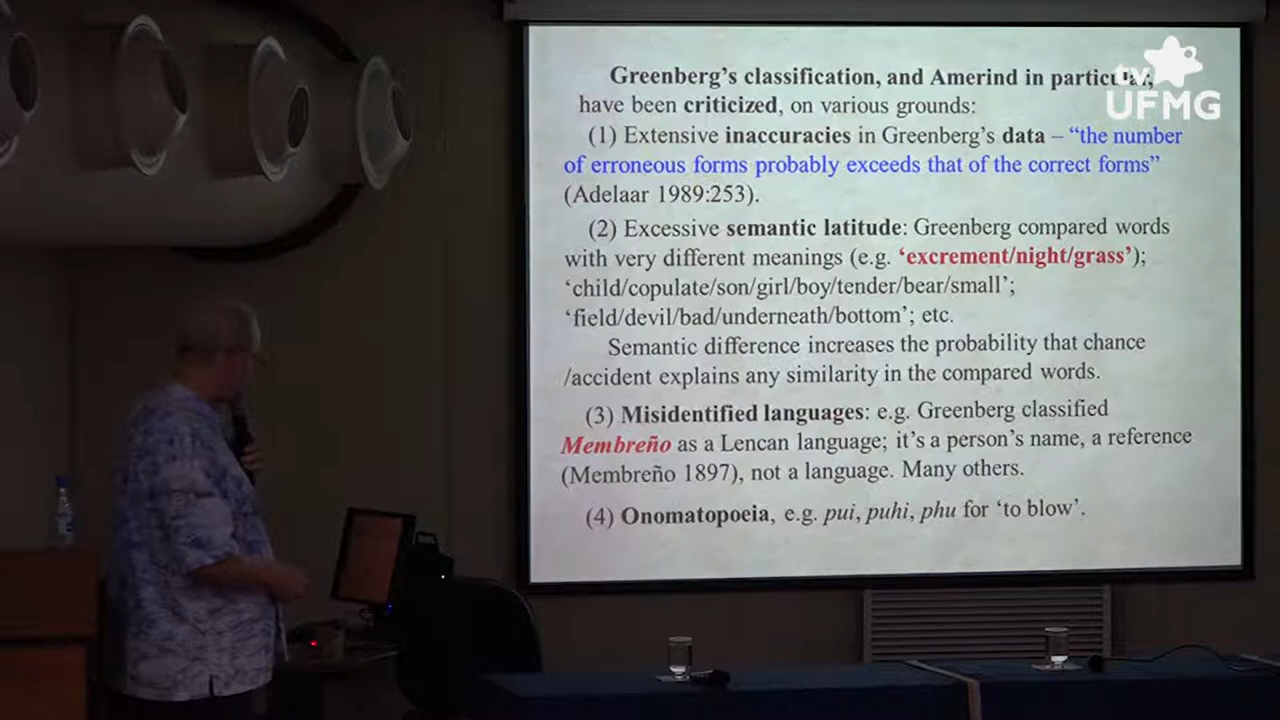 Greenberg's classification, and Amerind in particular,
have been criticized, on various grounds:
(1) Extensive inaccuracies in Greenberg's data – “the number
of erroneous forms probably exceeds that of the correct forms”
(Adelaar 1989:253).
(2) Excessive semantic latitude: Greenberg compared words
with very different meanings (e.g. ‘excrement/night/grass’);
‘child/copulate/son/girl/boy/tender/bear/small’;
‘field/devil/bad/underneath/bottom’; etc.
Semantic difference increases the probability that chance
/accident explains any similarity in the compared words.
(3) Misidentified languages: e.g. Greenberg classified
Membreño as a Lencan language; it's a person's name, a reference
(Membreño 1897), not a language. Many others.
(4) Onomatopoeia, e.g. pui, puhi, phu for ‘to blow’.
tv
UFMG